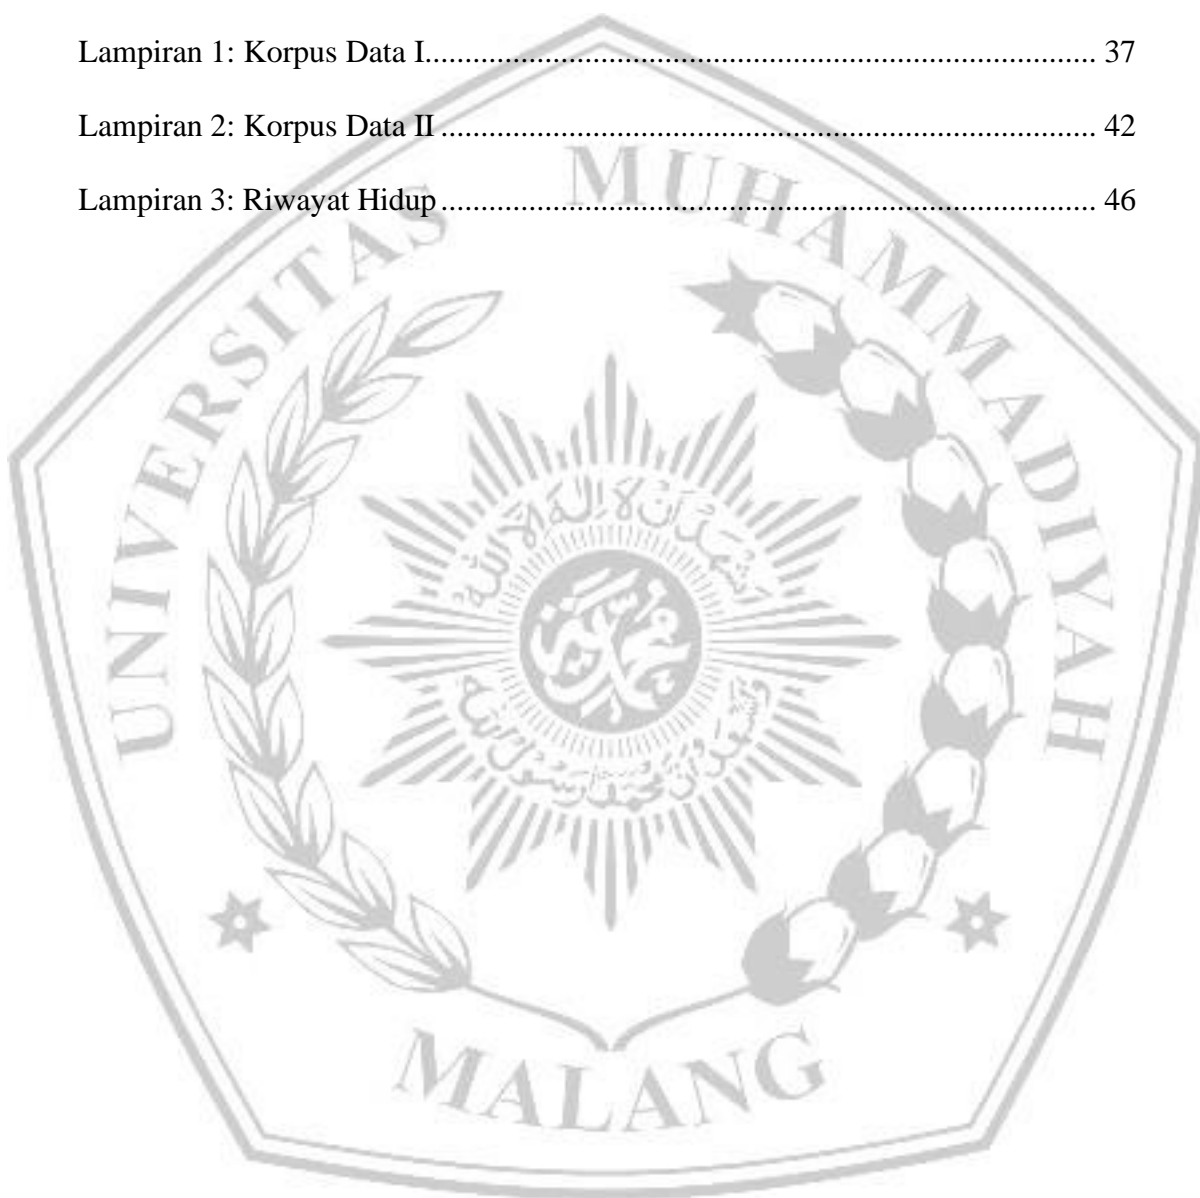 Lampiran 1: Korpus Data I.................................................................................. 37
Lampiran 2: Korpus Data II ................................................................................ 42
Lampiran 3: Riwayat Hidup ................................................................................ 46
UNIVERSITAS MUHAMMADIYAH
MALANG